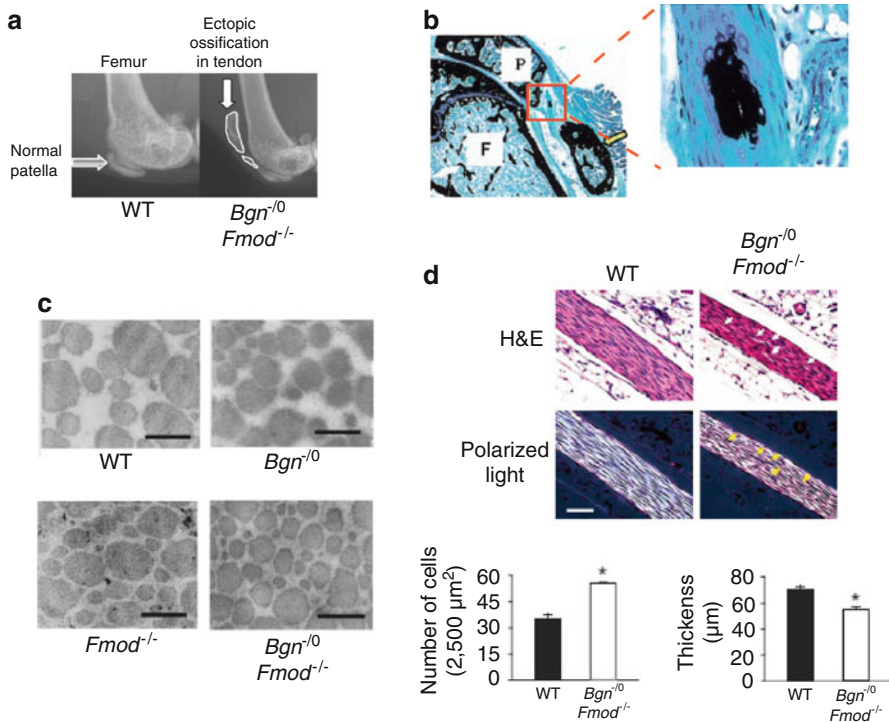 a
Femur
Ectopic
ossification
in tendon
Normal
patella
WT
Bgn-/0
Fmod-/-
b
P
F
c
WT
Bgn-/0
Fmod-/-
Bgn-/0
Fmod-/-
d
WT
Bgn-/0
Fmod-/-
H&E
Polarized
light
Number of cells
(2,500 μm2)
60
45
30
15
0
*
WT
Bgn-/0
Fmod-/-
Thickenss
(μm)
80
60
40
20
0
*
WT
Bgn-/0
Fmod-/-